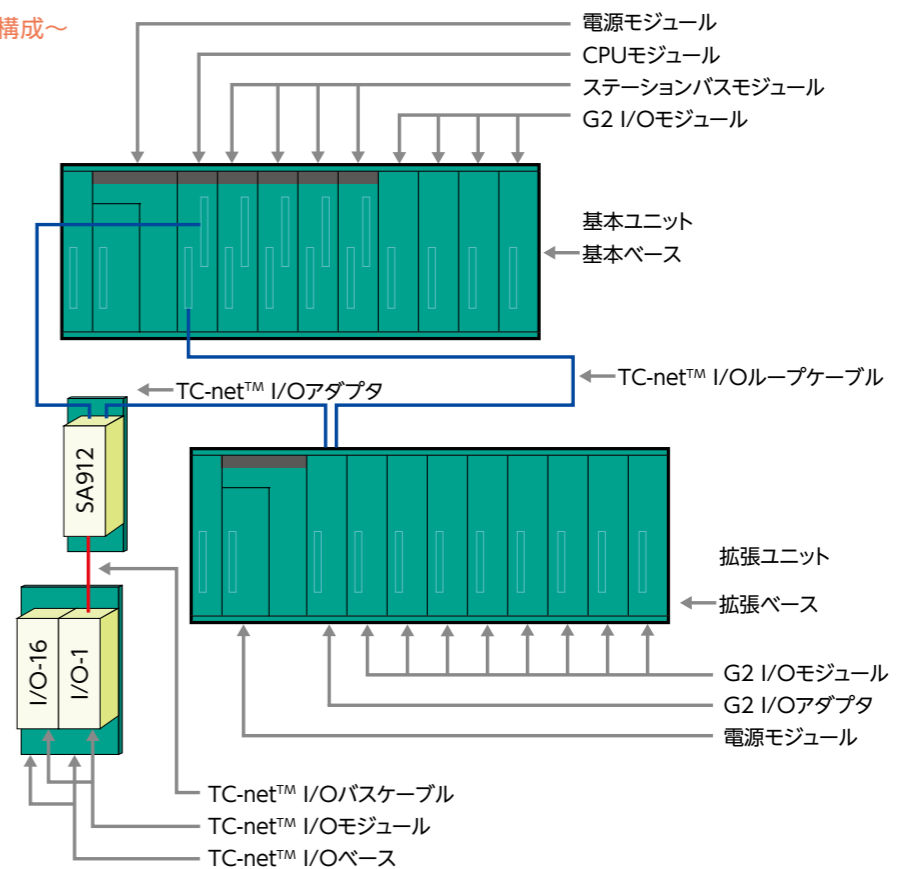 構成～
電源モジュール
CPUモジュール
ステーションバスモジュール
G2 I/Oモジュール
基本ユニット
基本ベース
TC-net™ I/Oループケーブル
TC-net™ I/Oアダプタ
SA912
拡張ユニット
拡張ベース
I/O-16
I/O-1
G2 I/Oモジュール
G2 I/Oアダプタ
電源モジュール
TC-net™ I/Oバスケーブル
TC-net™ I/Oモジュール
TC-net™ I/Oベース